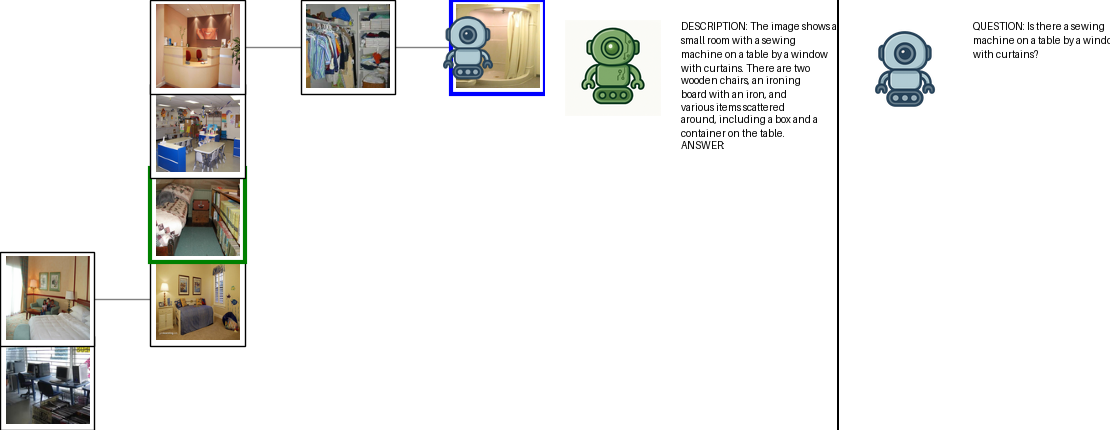 DESCRIPTION: The image shows a
small room with a sewing
machine on a table by a window
with curtains. There are two
wooden chairs, an ironing
board with an iron, and
various items scattered
around, including a box and a
container on the table.
ANSWER:
QUESTION: Is there a sewing
machine on a table by a
with curtains?